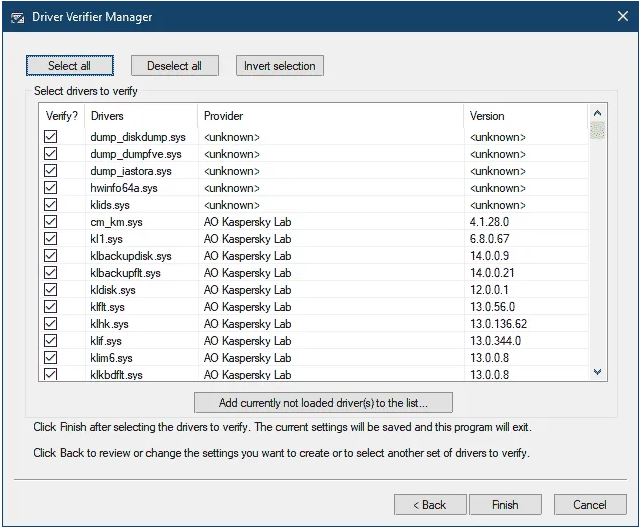 Driver Verifier Manager
Select all Deselect all Invert selection
Select drivers to verify
Verify? Drivers Provider Version
dump_diskdump.sys <unknown> <unknown>
dump_dumpfve.sys <unknown> <unknown>
dump_iastora.sys <unknown> <unknown>
hwinfo64a.sys <unknown> <unknown>
klids.sys <unknown> <unknown>
cm_km.sys AO Kaspersky Lab 4.1.28.0
kl1.sys AO Kaspersky Lab 6.8.0.67
klbackupdisk.sys AO Kaspersky Lab 14.0.0.9
klbackupflt.sys AO Kaspersky Lab 14.0.0.21
kldisk.sys AO Kaspersky Lab 12.0.0.1
klflt.sys AO Kaspersky Lab 13.0.56.0
klhk.sys AO Kaspersky Lab 13.0.136.62
klif.sys AO Kaspersky Lab 13.0.344.0
klim6.sys AO Kaspersky Lab 13.0.0.8
klkbdflt.sys AO Kaspersky Lab 13.0.0.8
Add currently not loaded driver(s) to the list...
Click Finish after selecting the drivers to verify. The current settings will be saved and this program will exit.
Click Back to review or change the settings you want to create or to select another set of drivers to verify.
< Back Finish Cancel